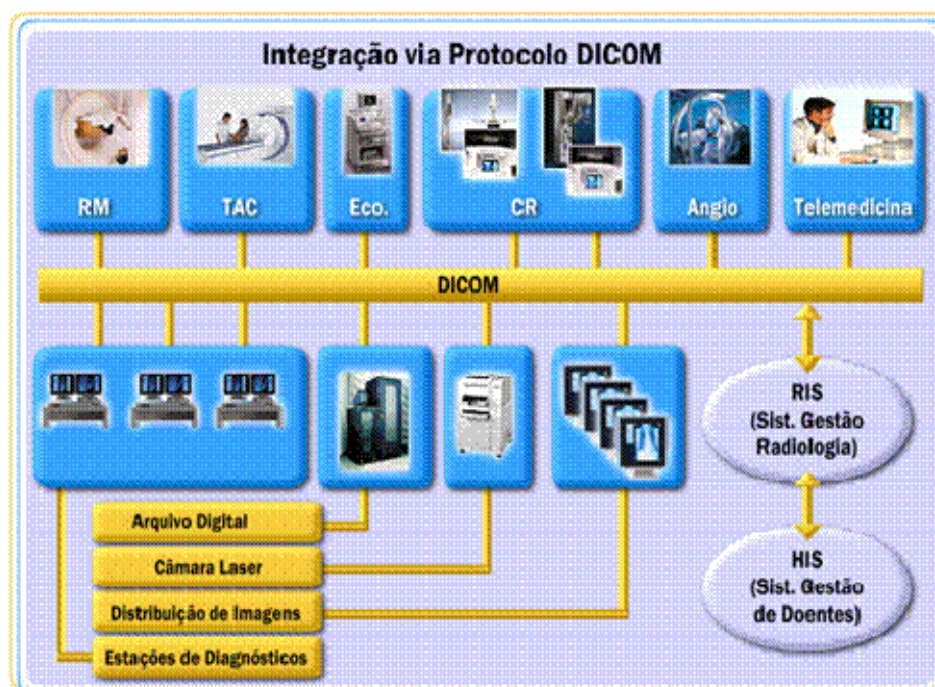 Integração via Protocolo DICOM
RM
TAC
Eco.
CR
Angio
Telemedicina
DICOM
RIS
(Sist. Gestão
Radiologia)
Arquivo Digital
Câmara Laser
Distribuição de Imagens
Estações de Diagnósticos
HIS
(Sist. Gestão
de Doentes)